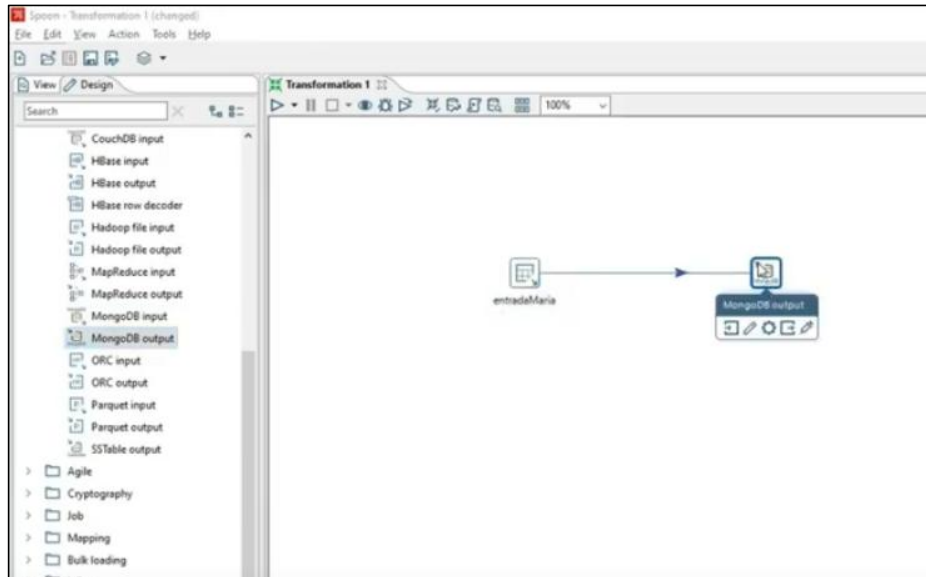 Spoon - Transformation 1 (changed)
File Edit View Action Tools Help
View Design
Search
CouchDB input
HBase input
HBase output
HBase row decoder
Hadoop file input
Hadoop file output
MapReduce input
MapReduce output
MongoDB input
MongoDB output
ORC input
ORC output
Parquet input
Parquet output
SSTable output
Agile
Cryptography
Job
Mapping
Bulk loading
Transformation 1
100%
entradaMaria
MongoDB output